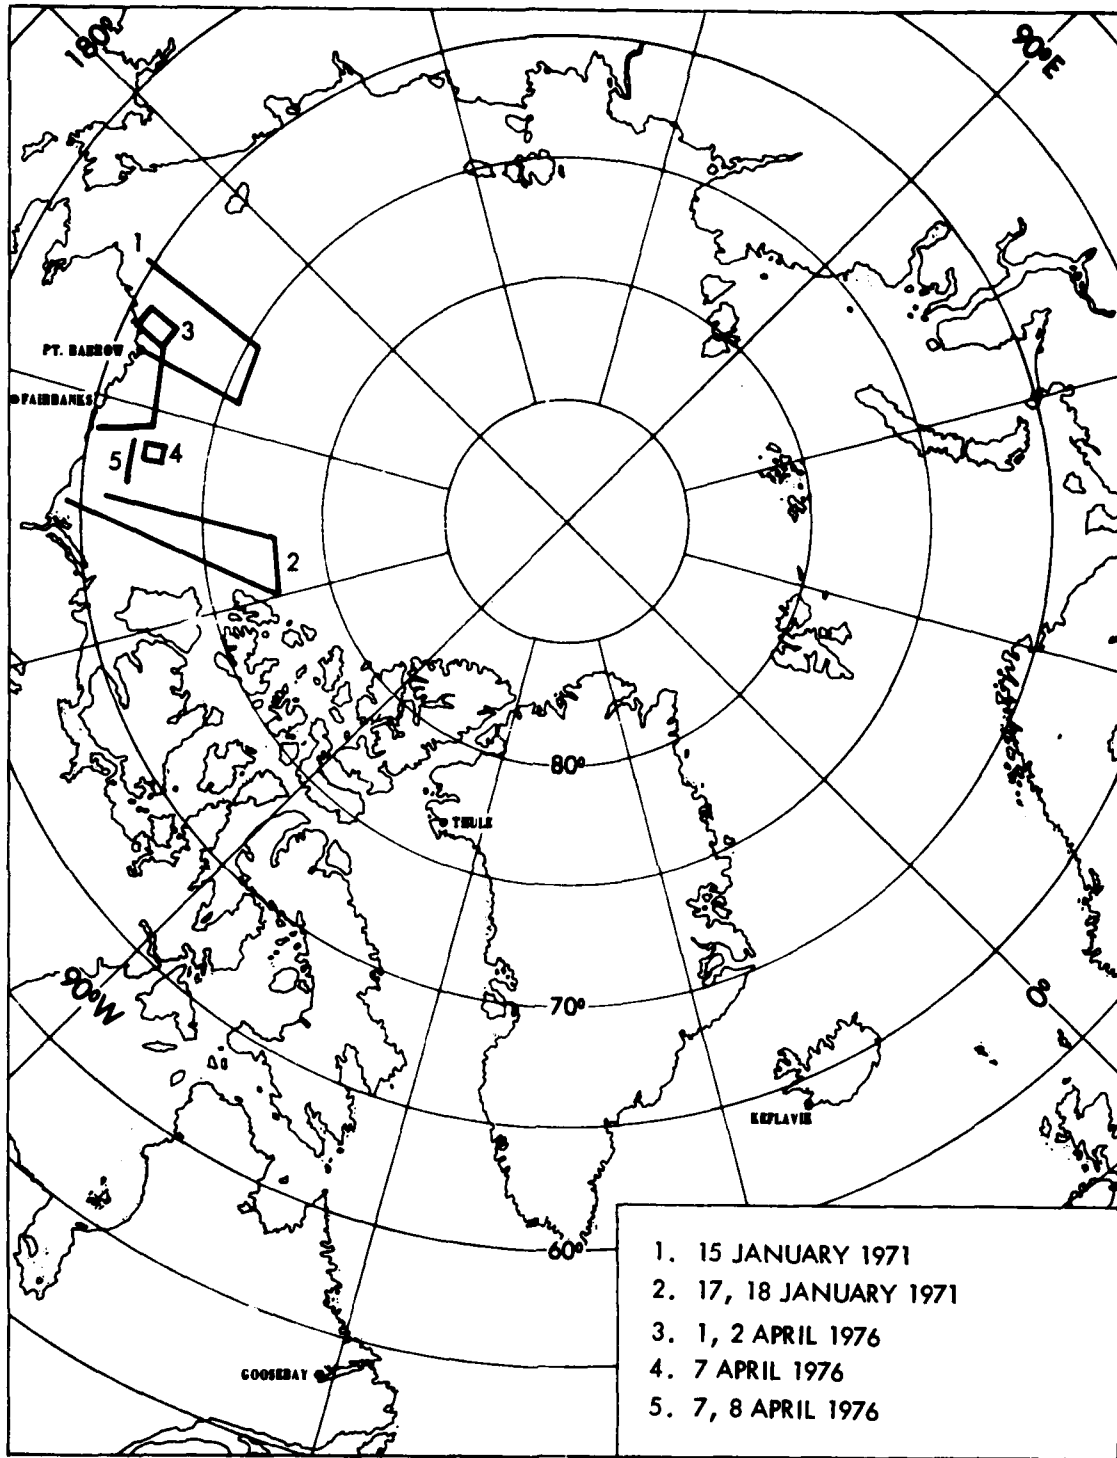 180°
90°E
1
3
PT. BARROW
FAIRBANKS
5
4
2
80°
THULE
90°W
70°
0°
KEFLAVIK
60°
GOOSEBAY
1. 15 JANUARY 1971
2. 17, 18 JANUARY 1971
3. 1, 2 APRIL 1976
4. 7 APRIL 1976
5. 7, 8 APRIL 1976